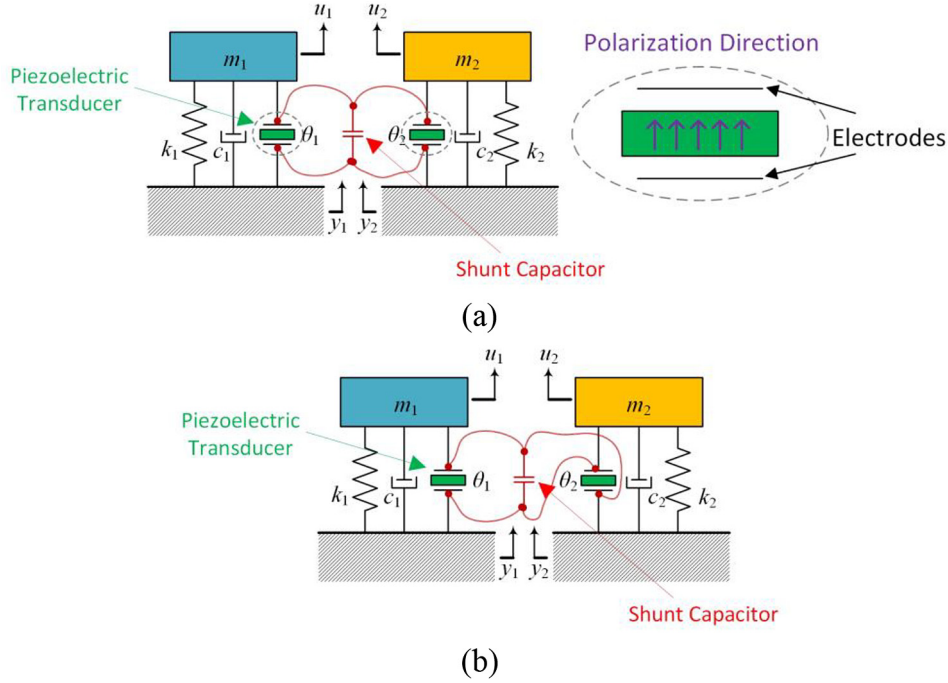 u1 u2
m1 m2
Polarization Direction
Piezoelectric
Transducer
Electrodes
k1 c1 θ1 θ2 c2 k2
y1 y2
Shunt Capacitor
(a)
u1 u2
m1 m2
Piezoelectric
Transducer
k1 c1 θ1 θ2 c2 k2
y1 y2
Shunt Capacitor
(b)